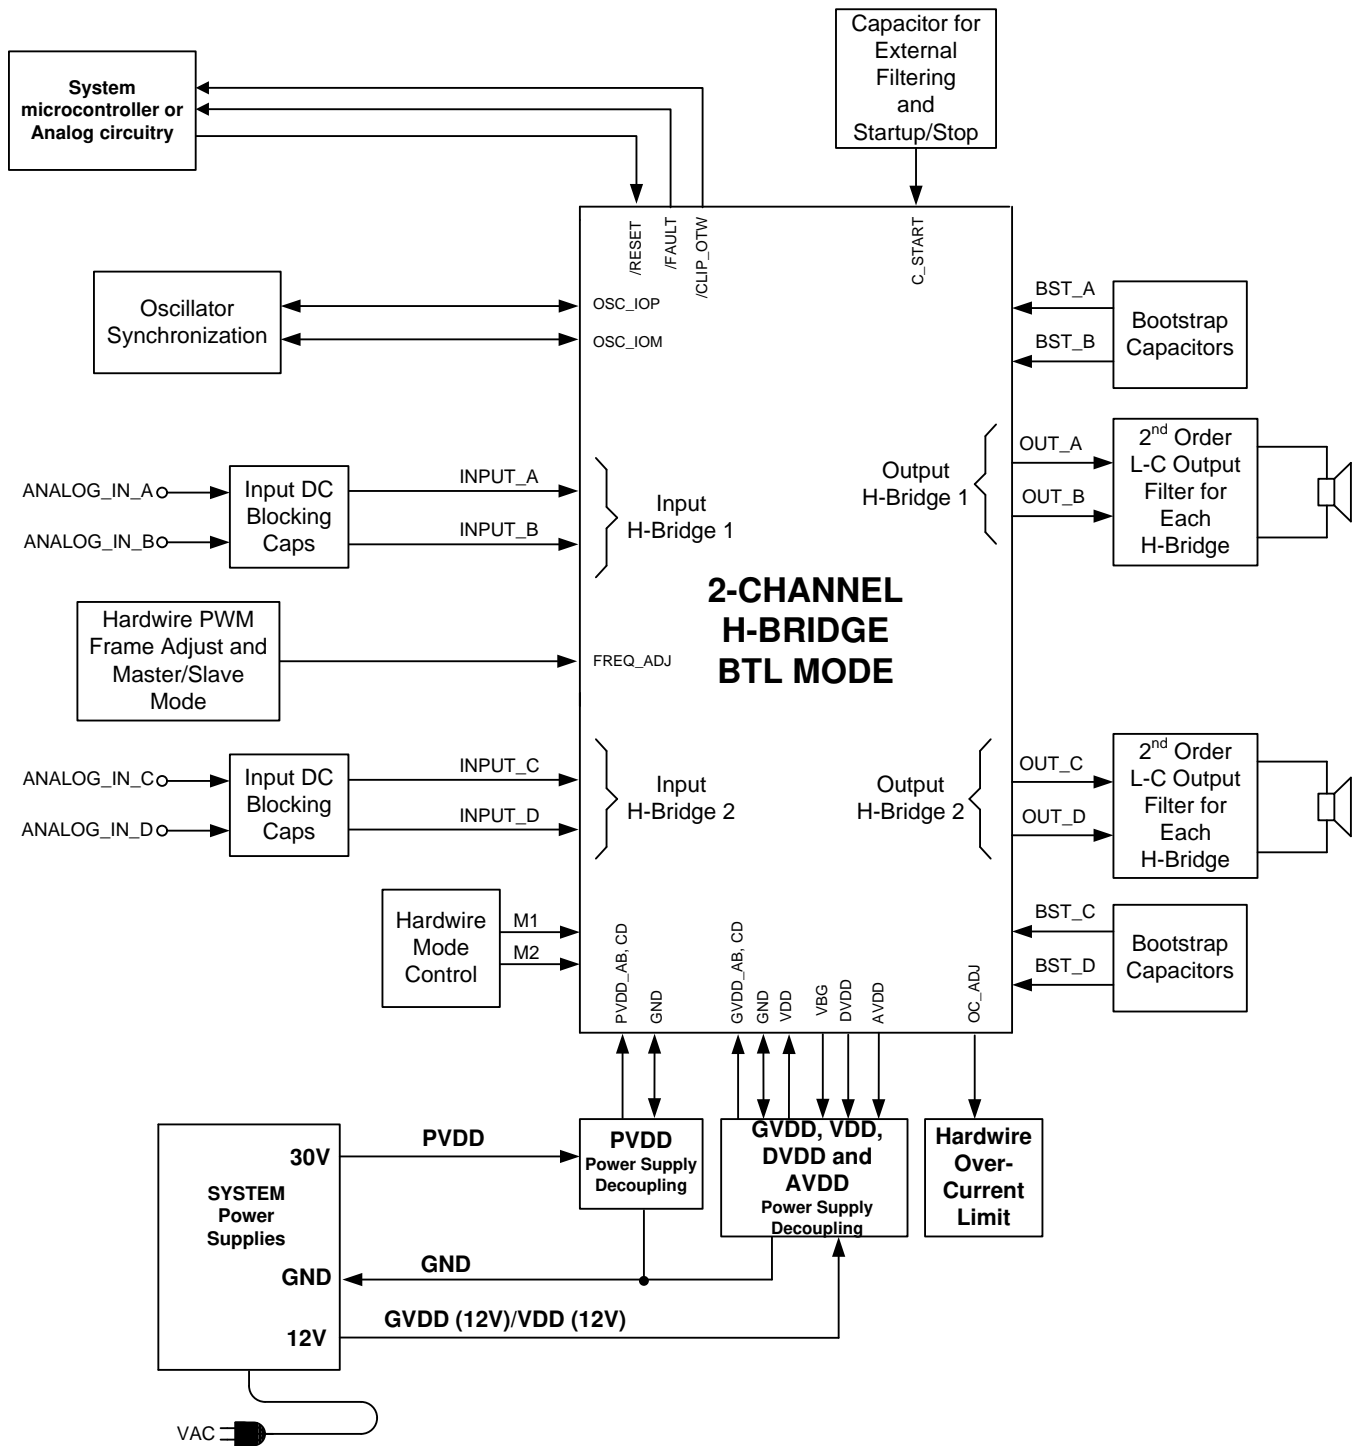 Capacitor for
External
Filtering
and
Startup/Stop
System
microcontroller or
Analog circuitry
/RESET
/FAULT
/CLIP_OTW
C_START
Oscillator
Synchronization
OSC_IOP
OSC_IOM
BST_A
BST_B
Bootstrap
Capacitors
ANALOG_IN_A
ANALOG_IN_B
Input DC
Blocking
Caps
INPUT_A
INPUT_B
Input
H-Bridge 1
Output
H-Bridge 1
OUT_A
OUT_B
2nd Order
L-C Output
Filter for
Each
H-Bridge
2-CHANNEL
H-BRIDGE
BTL MODE
Hardwire PWM
Frame Adjust and
Master/Slave
Mode
FREQ_ADJ
ANALOG_IN_C
ANALOG_IN_D
Input DC
Blocking
Caps
INPUT_C
INPUT_D
Input
H-Bridge 2
Output
H-Bridge 2
OUT_C
OUT_D
2nd Order
L-C Output
Filter for
Each
H-Bridge
Hardwire
Mode
Control
M1
M2
PVDD_AB, CD
GND
GVDD_AB, CD
GND
VDD
VBG
DVDD
AVDD
OC_ADJ
BST_C
BST_D
Bootstrap
Capacitors
30V
SYSTEM
Power
Supplies
GND
12V
PVDD
PVDD
Power Supply
Decoupling
GVDD, VDD,
DVDD and
AVDD
Power Supply
Decoupling
Hardwire
Over-
Current
Limit
GND
GVDD (12V)/VDD (12V)
VAC